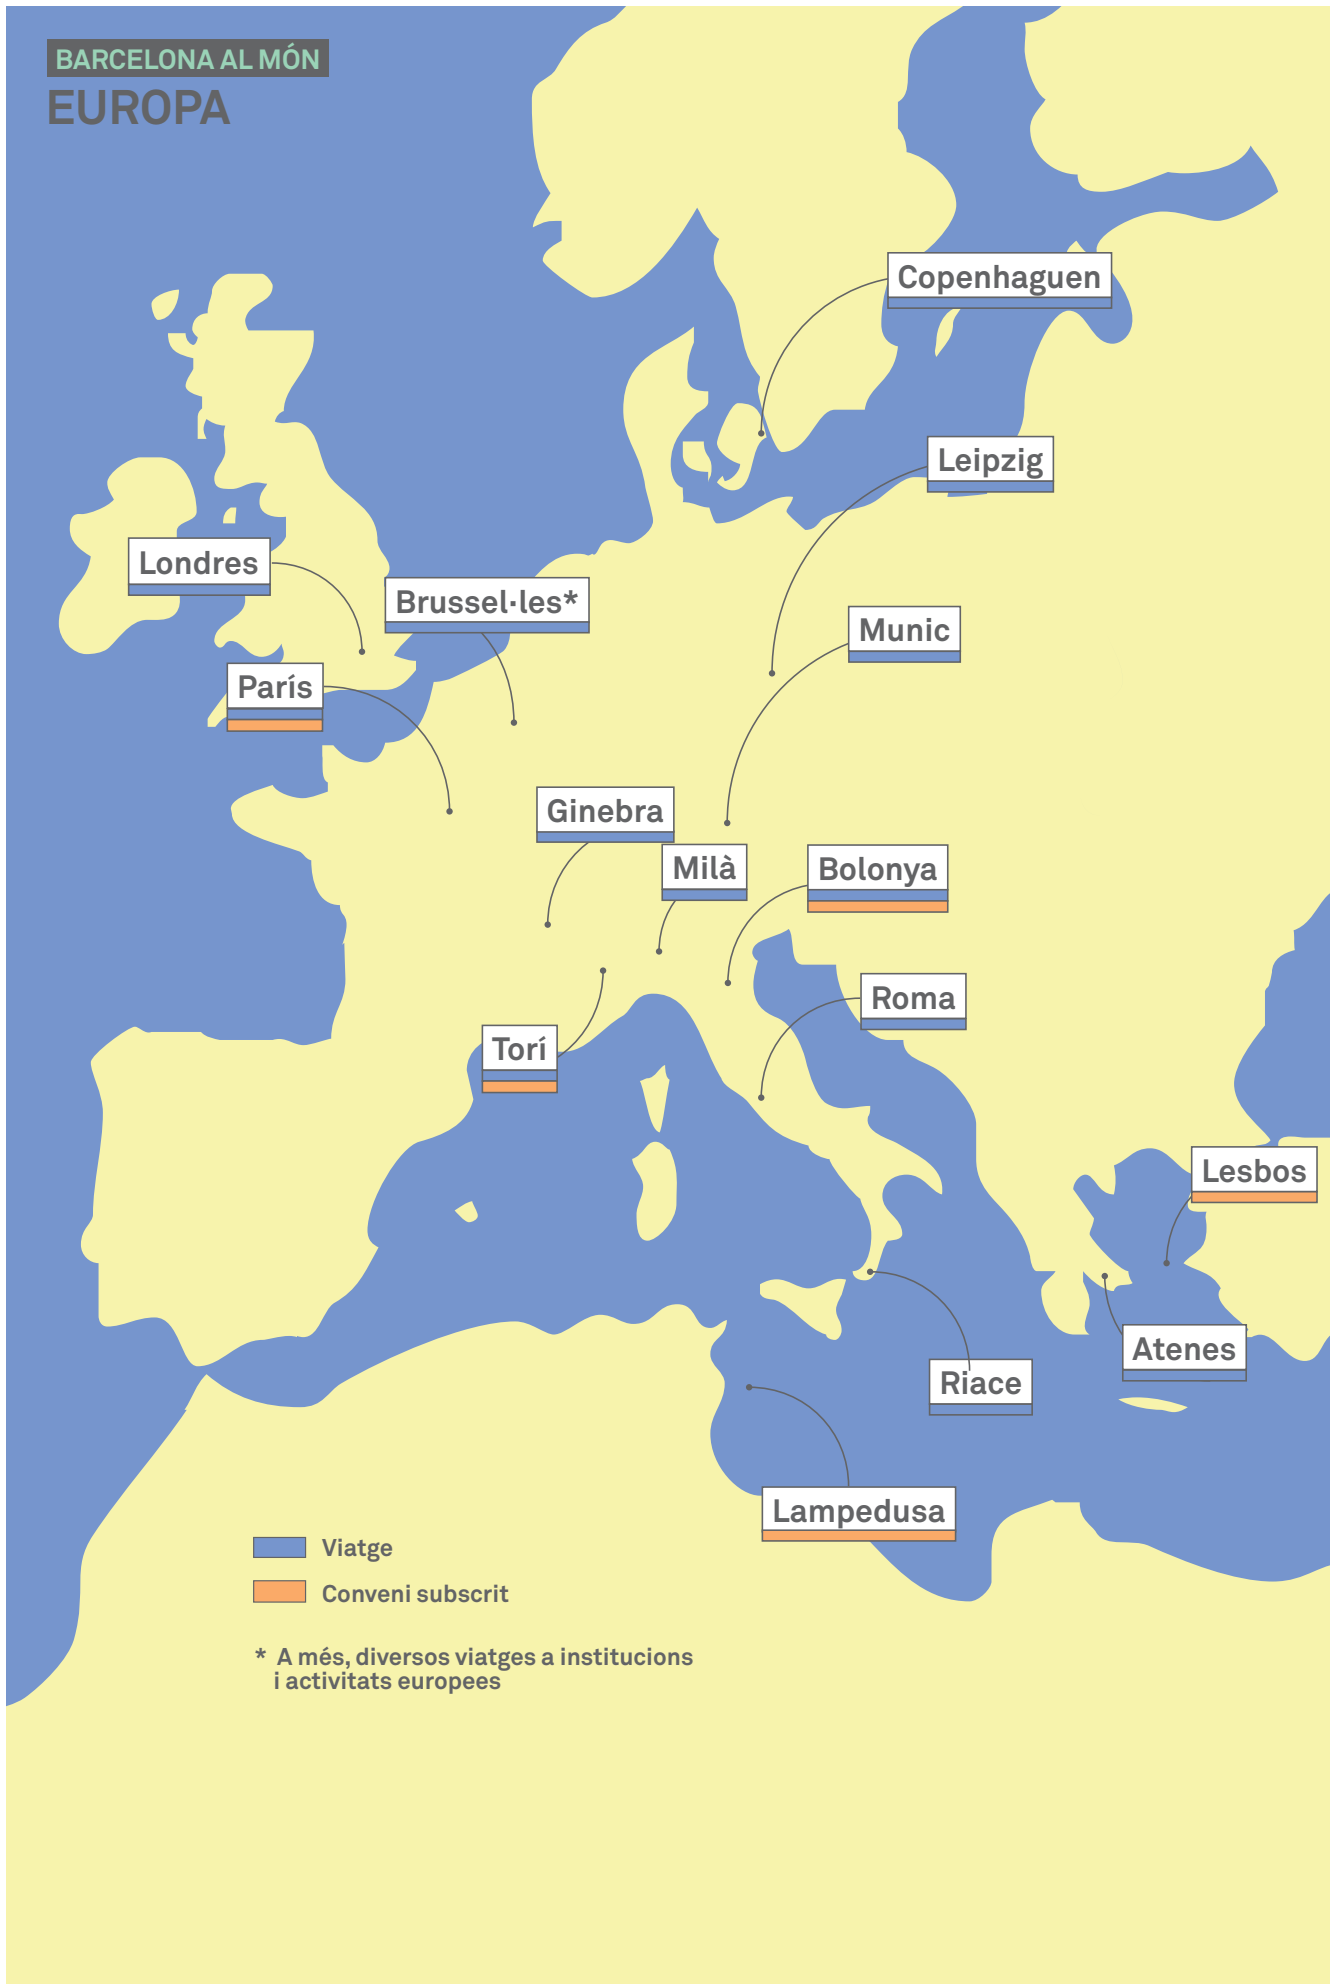 BARCELONA AL MÓN
EUROPA
Copenhaguen
Leipzig
Londres
Brussel·les*
Munic
París
Ginebra
Milà
Bolonya
Roma
Torí
Lesbos
Atenes
Riace
Lampedusa
Viatge
Conveni subscrit
* A més, diversos viatges a institucions
i activitats europees